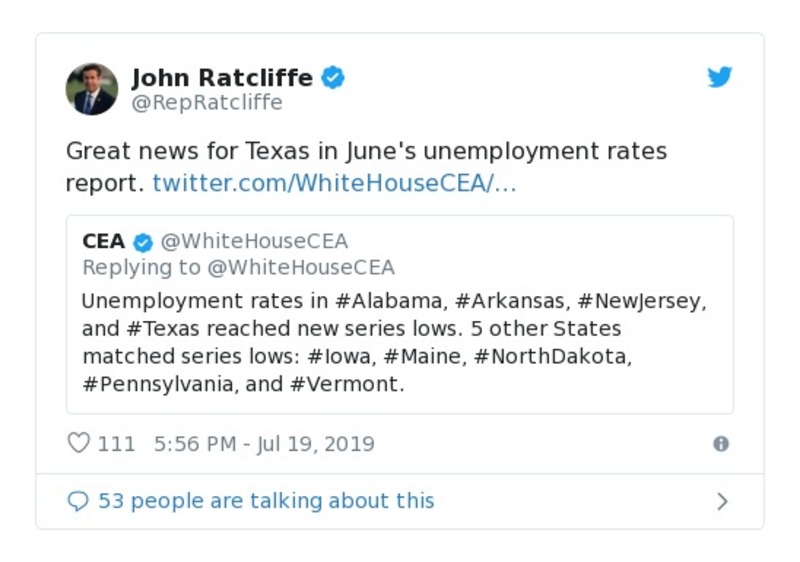 John Ratcliffe
@RepRatcliffe
Great news for Texas in June's unemployment rates
report. twitter.com/WhiteHouseCEA/…
CEA @WhiteHouseCEA
Replying to @WhiteHouseCEA
Unemployment rates in #Alabama, #Arkansas, #NewJersey,
and #Texas reached new series lows. 5 other States
matched series lows: #Iowa, #Maine, #NorthDakota,
#Pennsylvania, and #Vermont.
111 5:56 PM - Jul 19, 2019
53 people are talking about this